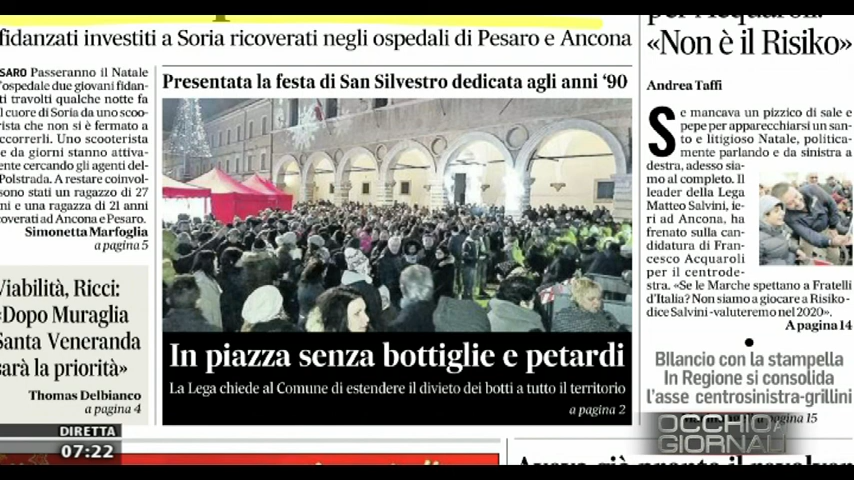 per Acquaroli:
«Non è il Risiko»
fidanzati investiti a Soria ricoverati negli ospedali di Pesaro e Ancona
SARO Passeranno il Natale
l'ospedale due giovani fidan-
ti travolti qualche notte fa
l cuore di Soria da uno scoo-
rista che non si è fermato a
ccorrerli. Uno scooterista
e da giorni stanno attiva-
ente cercando gli agenti del-
Polstrada. A restare coinvol-
sono stati un ragazzo di 27
ni e una ragazza di 21 anni
coverati ad Ancona e Pesaro.
Simonetta Marfoglia
a pagina 5
Viabilità, Ricci:
«Dopo Muraglia
Santa Veneranda
sarà la priorità»
Thomas Delbianco
a pagine 4
Presentata la festa di San Silvestro dedicata agli anni ‘90
In piazza senza bottiglie e petardi
La Lega chiede al Comune di estendere il divieto dei botti a tutto il territorio
a pagina 2
Andrea Taffi
Se mancava un pizzico di sale e
pepe per apparecchiarsi un san-
to e litigioso Natale, politica-
mente parlando e da sinistra a
destra, adesso sia-
mo al completo. Il
leader della Lega
Matteo Salvini, ie-
ri ad Ancona, ha
frenato sulla can-
didatura di Fran-
cesco Acquaroli
per il centrode-
stra. «Se le Marche spettano a Fratelli
d'Italia? Non siamo a giocare a Risiko -
dice Salvini - valuteremo nel 2020».
A pagina 14
BIlancio con la stampella
In Regione si consolida
l'asse centrosinistra-grillini
a pagina 15
DIRETTA
07:22
OCCHIO AI
GIORNALI